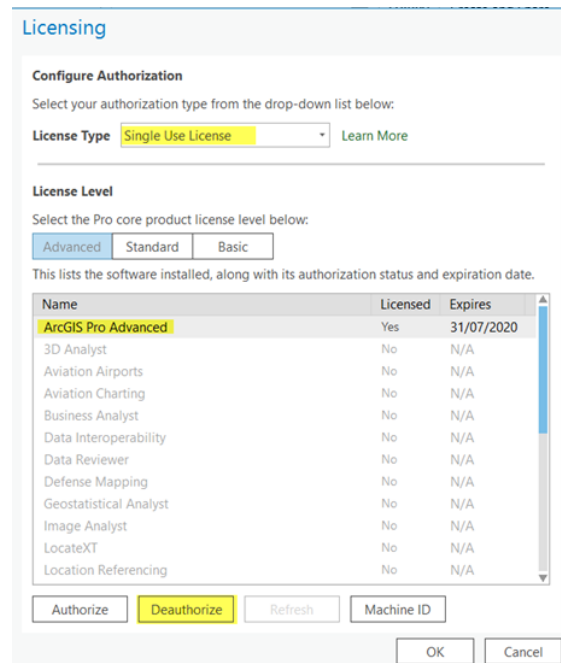 Licensing
Configure Authorization
Select your authorization type from the drop-down list below:
License Type Single Use License Learn More
License Level
Select the Pro core product license level below:
Advanced Standard Basic
This lists the software installed, along with its authorization status and expiration date.
Name Licensed Expires
ArcGIS Pro Advanced Yes 31/07/2020
3D Analyst No N/A
Aviation Airports No N/A
Aviation Charting No N/A
Business Analyst No N/A
Data Interoperability No N/A
Data Reviewer No N/A
Defense Mapping No N/A
Geostatistical Analyst No N/A
Image Analyst No N/A
LocateXT No N/A
Location Referencing No N/A
Authorize Deauthorize Refresh Machine ID
OK Cancel